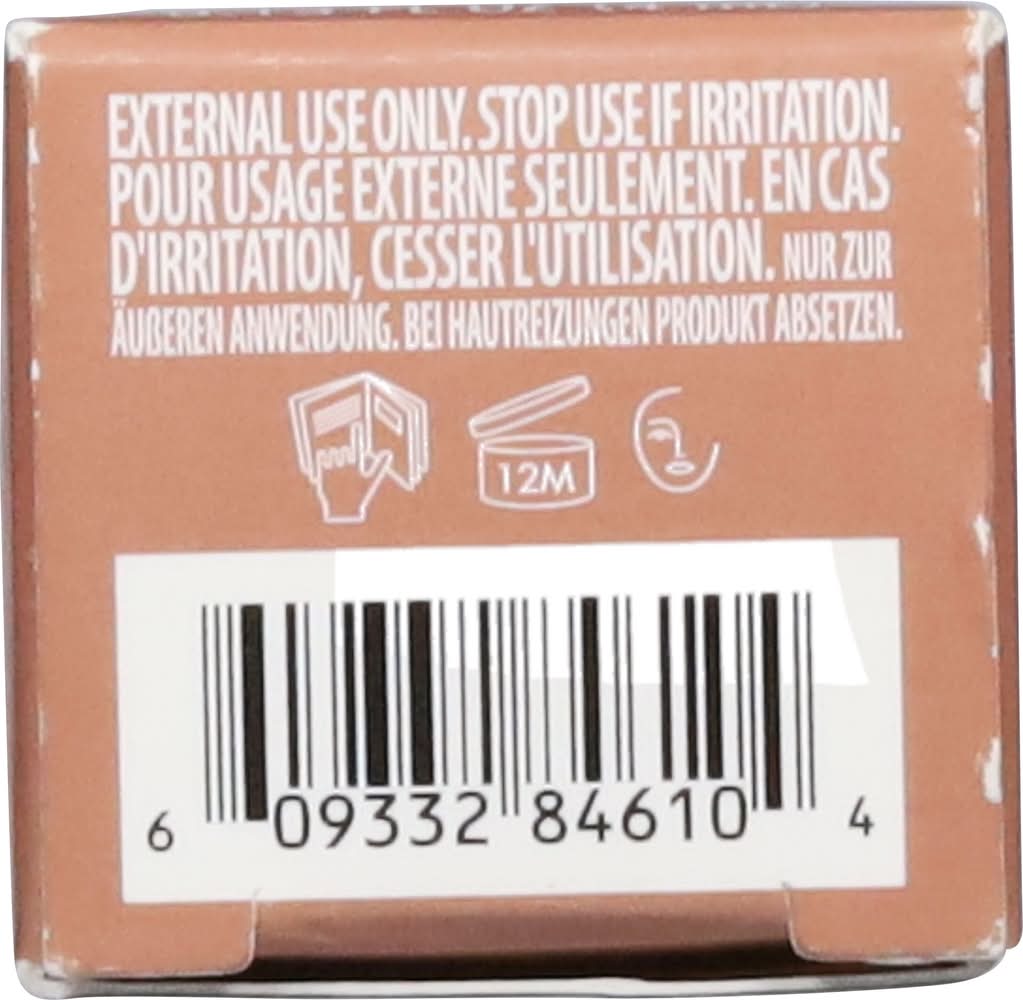 EXTERNAL USE ONLY. STOP USE IF IRRITATION.
POUR USAGE EXTERNE SEULEMENT. EN CAS
D'IRRITATION, CESSER L'UTILISATION. NUR ZUR
ÄUßEREN ANWENDUNG. BEI HAUTREIZUNGEN PRODUKT ABSETZEN.
12M
6 09332 84610 4